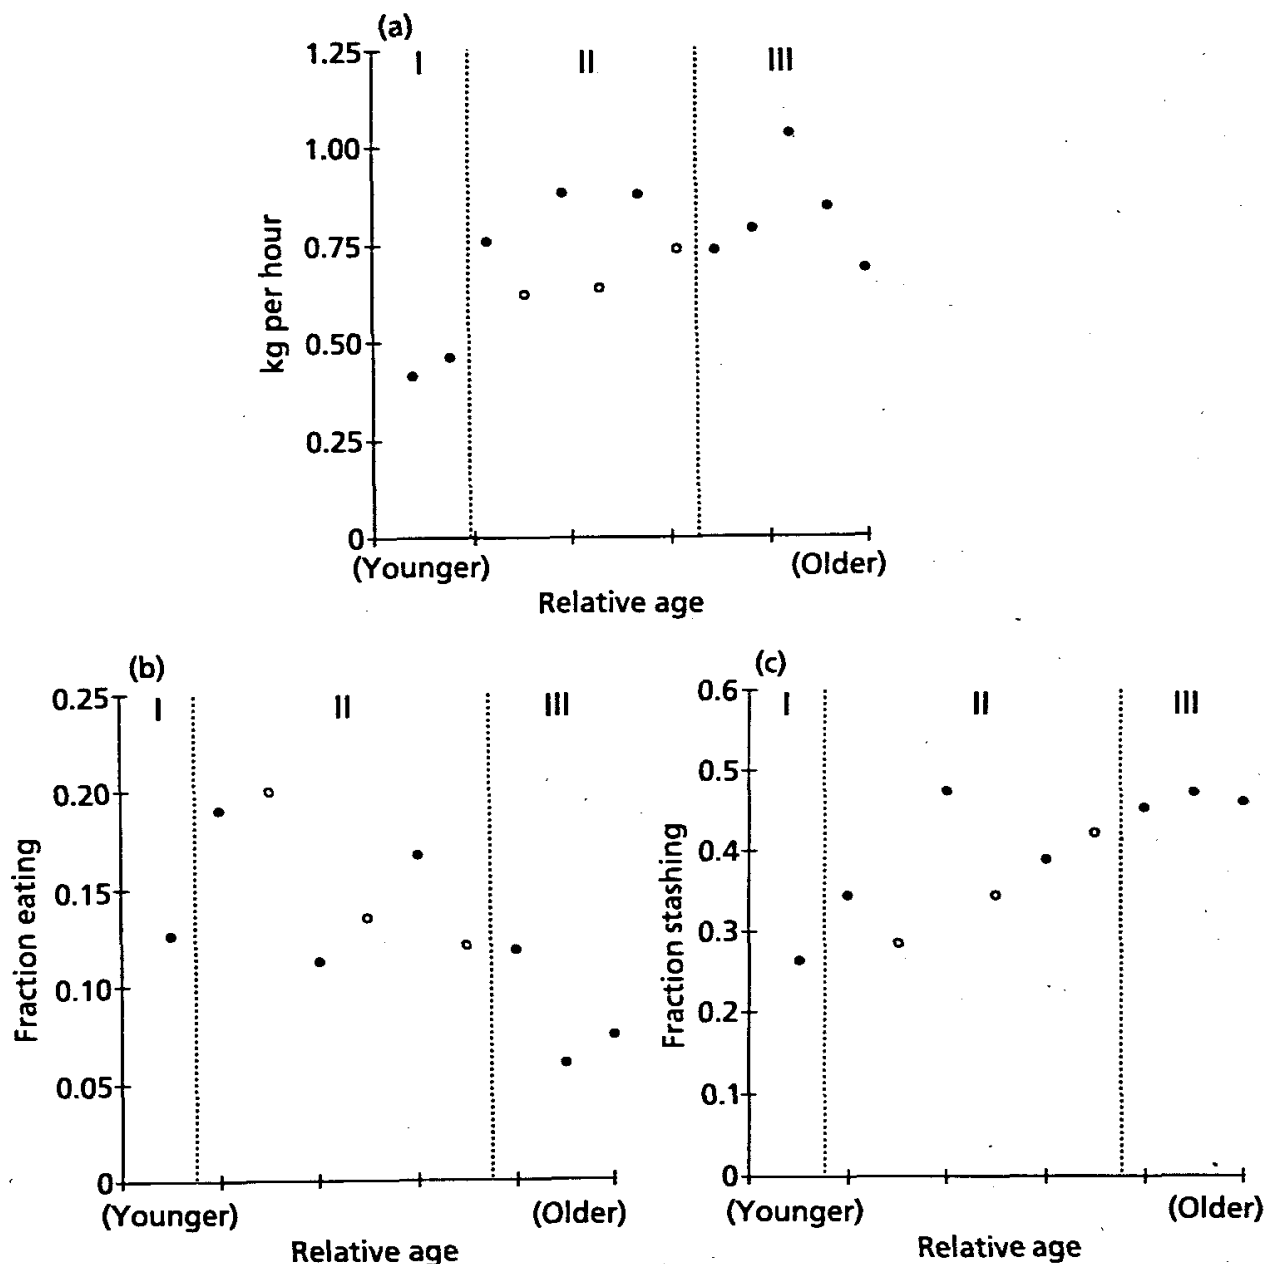 (a)
1.25
I
II
III
1.00
0.75
0.50
0.25
0
kg per hour
(Younger)
(Older)
Relative age
(b)
0.25
I
II
III
0.20
0.15
0.10
0.05
0
Fraction eating
(Younger)
(Older)
Relative age
(c)
0.6
I
II
III
0.5
0.4
0.3
0.2
0.1
0
Fraction stashing
(Younger)
(Older)
Relative age